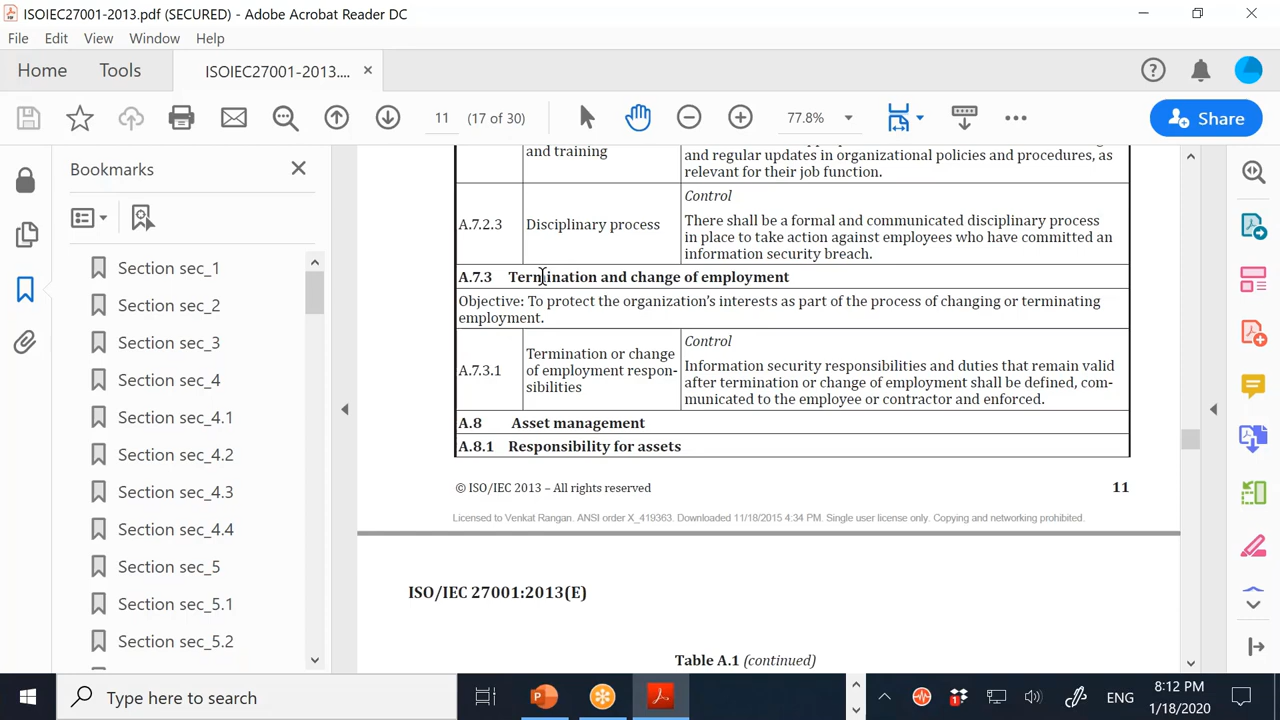 ISOIEC27001-2013.pdf (SECURED) - Adobe Acrobat Reader DC
File Edit View Window Help
Home Tools ISOIEC27001-2013.... ×
11 (17 of 30) 77.8% Share
Bookmarks
Section sec_1
Section sec_2
Section sec_3
Section sec_4
Section sec_4.1
Section sec_4.2
Section sec_4.3
Section sec_4.4
Section sec_5
Section sec_5.1
Section sec_5.2
and training
and regular updates in organizational policies and procedures, as
relevant for their job function.
A.7.2.3 Disciplinary process
Control
There shall be a formal and communicated disciplinary process
in place to take action against employees who have committed an
information security breach.
A.7.3 Termination and change of employment
Objective: To protect the organization's interests as part of the process of changing or terminating
employment.
A.7.3.1
Termination or change
of employment respon-
sibilities
Control
Information security responsibilities and duties that remain valid
after termination or change of employment shall be defined, com-
municated to the employee or contractor and enforced.
A.8 Asset management
A.8.1 Responsibility for assets
© ISO/IEC 2013 – All rights reserved 11
Licensed to Venkat Rangan. ANSI order X_419363. Downloaded 11/18/2015 4:34 PM. Single user license only. Copying and networking prohibited.
ISO/IEC 27001:2013(E)
Table A.1 (continued)
Type here to search
ENG
8:12 PM
1/18/2020